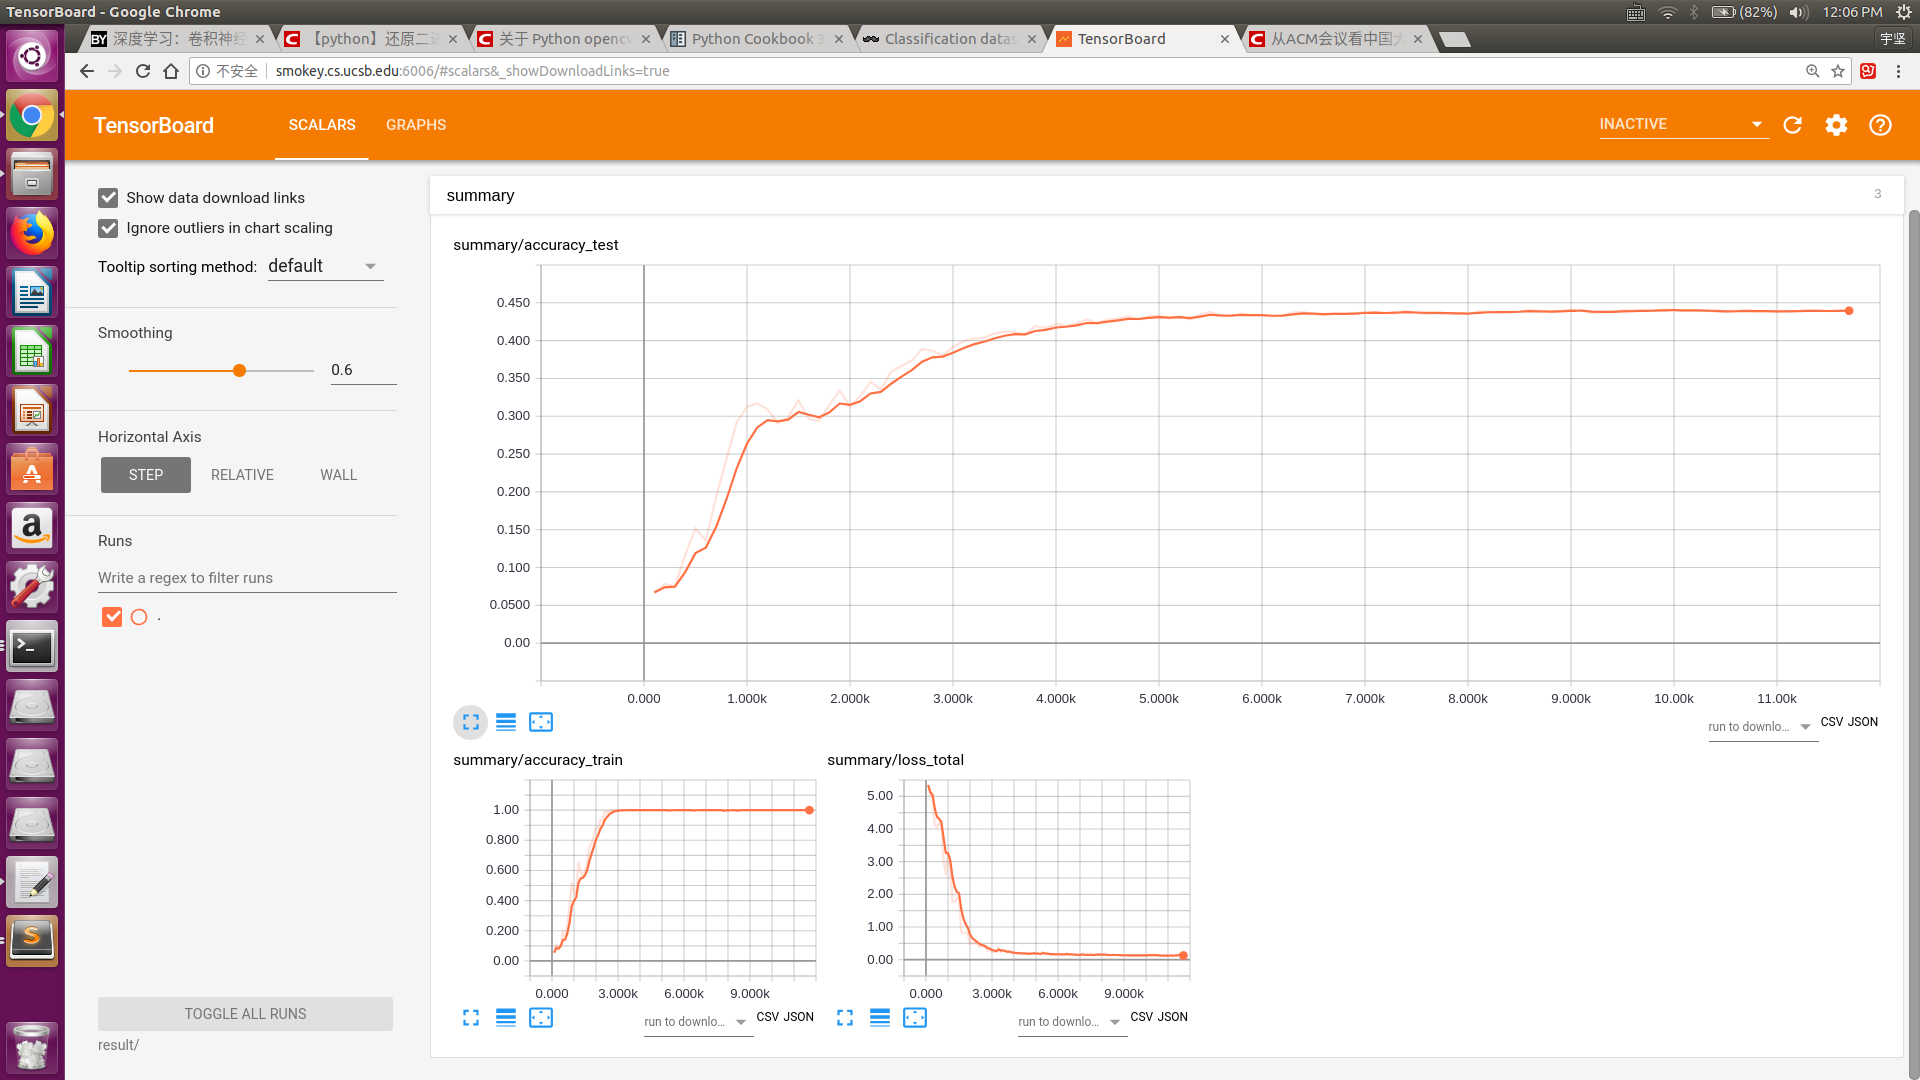 TensorBoard - Google Chrome
(82%) 12:06 PM
深度学习：卷积神经
【python】还原二进
关于 Python opencv
Python Cookbook 3
Classification datas
TensorBoard
从ACM会议看中国大
宇坚
不安全 smokey.cs.ucsb.edu:6006/#scalars&_showDownloadLinks=true
TensorBoard SCALARS GRAPHS INACTIVE
Show data download links
Ignore outliers in chart scaling
Tooltip sorting method: default
Smoothing
0.6
Horizontal Axis
STEP RELATIVE WALL
Runs
Write a regex to filter runs
.
TOGGLE ALL RUNS
result/
summary 3
summary/accuracy_test
0.450
0.400
0.350
0.300
0.250
0.200
0.150
0.100
0.0500
0.00
0.000 1.000k 2.000k 3.000k 4.000k 5.000k 6.000k 7.000k 8.000k 9.000k 10.00k 11.00k
run to downlo... CSV JSON
summary/accuracy_train
1.00
0.800
0.600
0.400
0.200
0.00
0.000 3.000k 6.000k 9.000k
run to downlo... CSV JSON
summary/loss_total
5.00
4.00
3.00
2.00
1.00
0.00
0.000 3.000k 6.000k 9.000k
run to downlo... CSV JSON